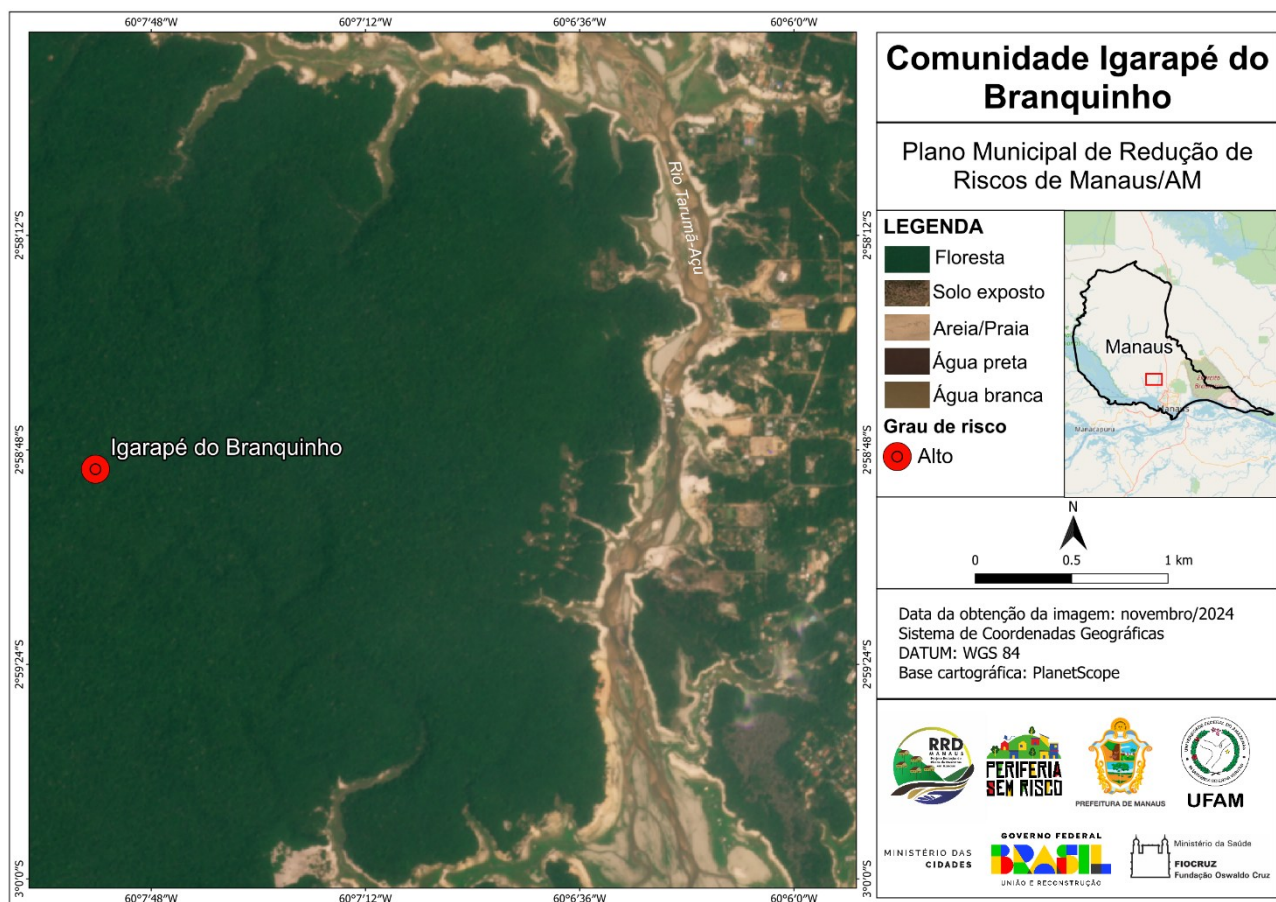 60°7'48"W
60°7'12"W
60°6'36"W
60°6'0"W
2°58'12"S
2°58'48"S
2°59'24"S
3°0'0"S
Rio Tarumã-Açu
Igarapé do Branquinho
60°7'48"W
60°7'12"W
60°6'36"W
60°6'0"W
2°58'12"S
2°58'48"S
2°59'24"S
3°0'0"S
Comunidade Igarapé do
Branquinho
Plano Municipal de Redução de
Riscos de Manaus/AM
LEGENDA
Floresta
Solo exposto
Areia/Praia
Água preta
Água branca
Grau de risco
Alto
Manaus
Manaus
Manacapuru
N
0
0.5
1 km
Data da obtenção da imagem: novembro/2024
Sistema de Coordenadas Geográficas
DATUM: WGS 84
Base cartográfica: PlanetScope
RRD
MANAUS
PERIFERIA
SEM RISCO
PREFEITURA DE MANAUS
UFAM
MINISTÉRIO DAS
CIDADES
GOVERNO FEDERAL
BRASIL
UNIÃO E RECONSTRUÇÃO
Ministério da Saúde
FIOCRUZ
Fundação Oswaldo Cruz